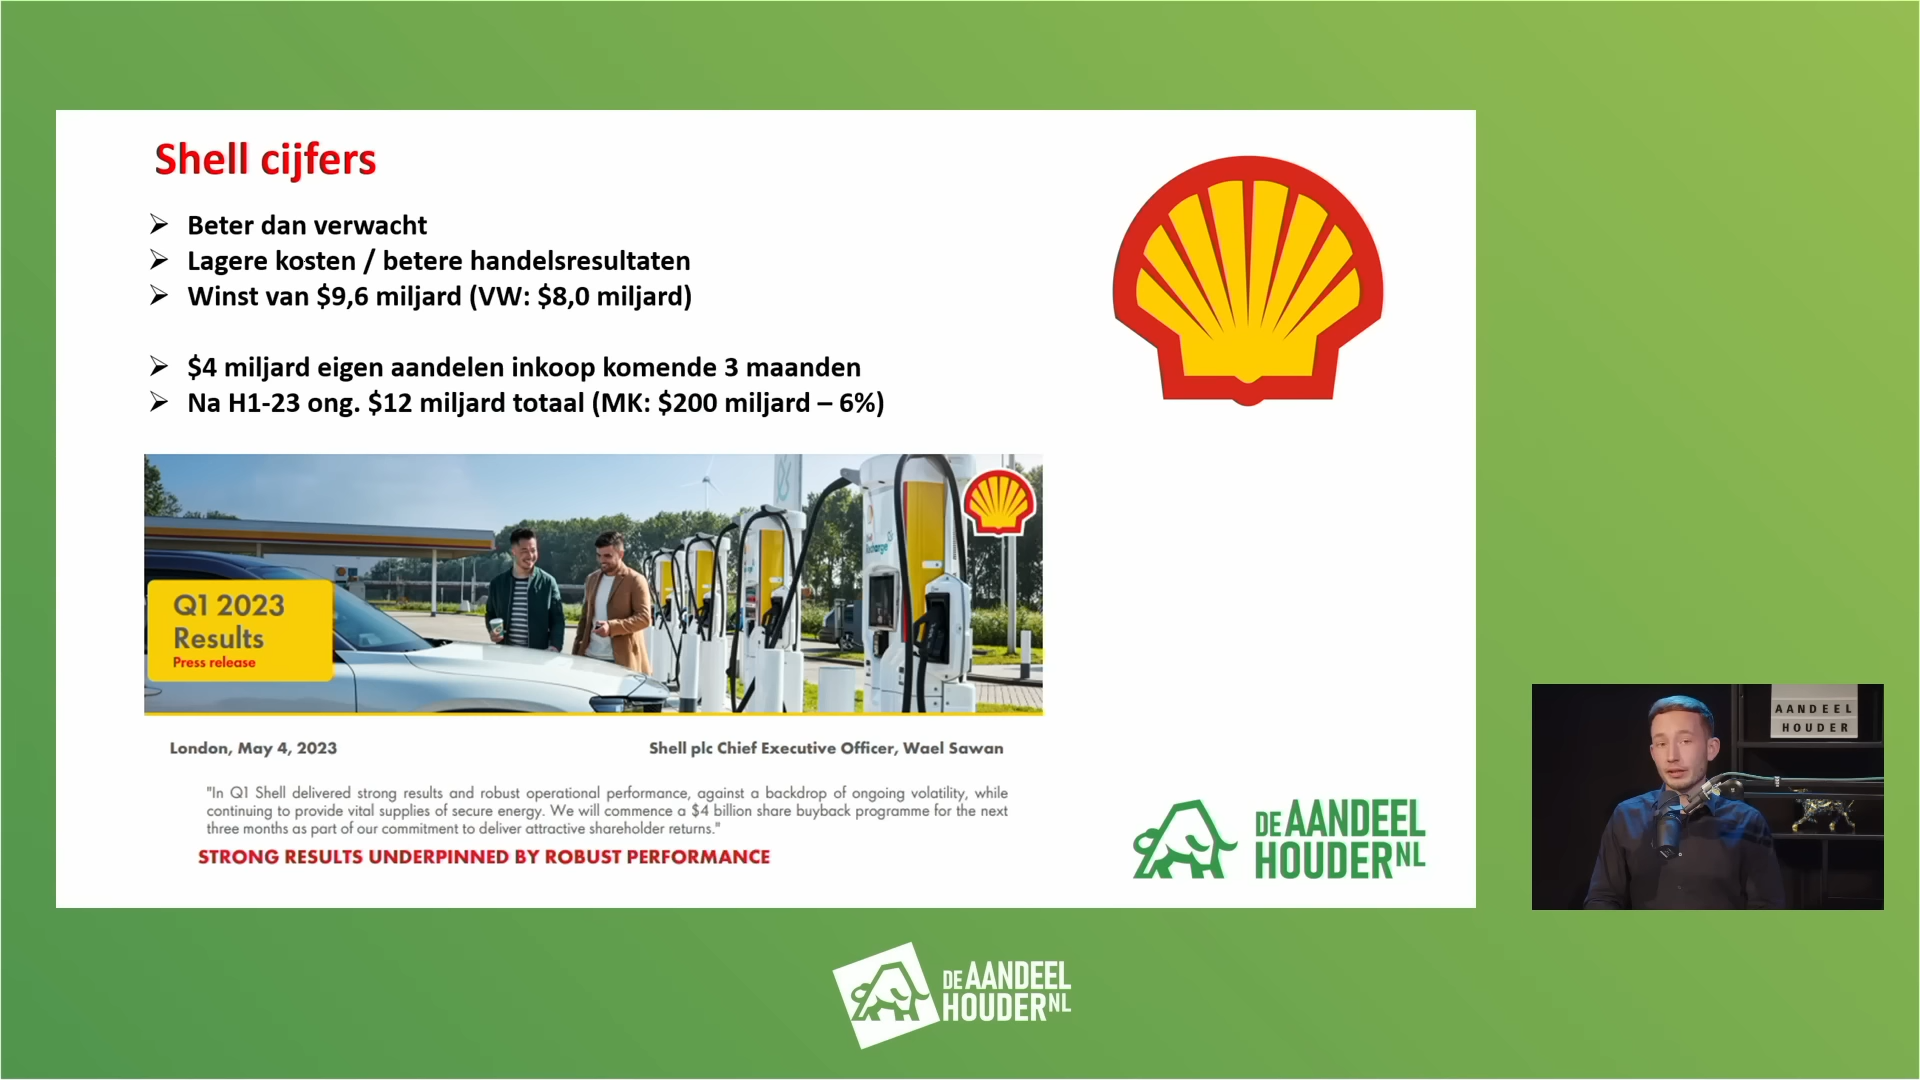 Shell cijfers
Beter dan verwacht
Lagere kosten / betere handelsresultaten
Winst van $9,6 miljard (VW: $8,0 miljard)
$4 miljard eigen aandelen inkoop komende 3 maanden
Na H1-23 ong. $12 miljard totaal (MK: $200 miljard – 6%)
Q1 2023
Results
Press release
London, May 4, 2023
Shell plc Chief Executive Officer, Wael Sawan
"In Q1 Shell delivered strong results and robust operational performance, against a backdrop of ongoing volatility, while
continuing to provide vital supplies of secure energy. We will commence a $4 billion share buyback programme for the next
three months as part of our commitment to deliver attractive shareholder returns."
STRONG RESULTS UNDERPINNED BY ROBUST PERFORMANCE
DE AANDEEL
HOUDER NL
AANDEEL
HOUDER
DE AANDEEL
HOUDER NL